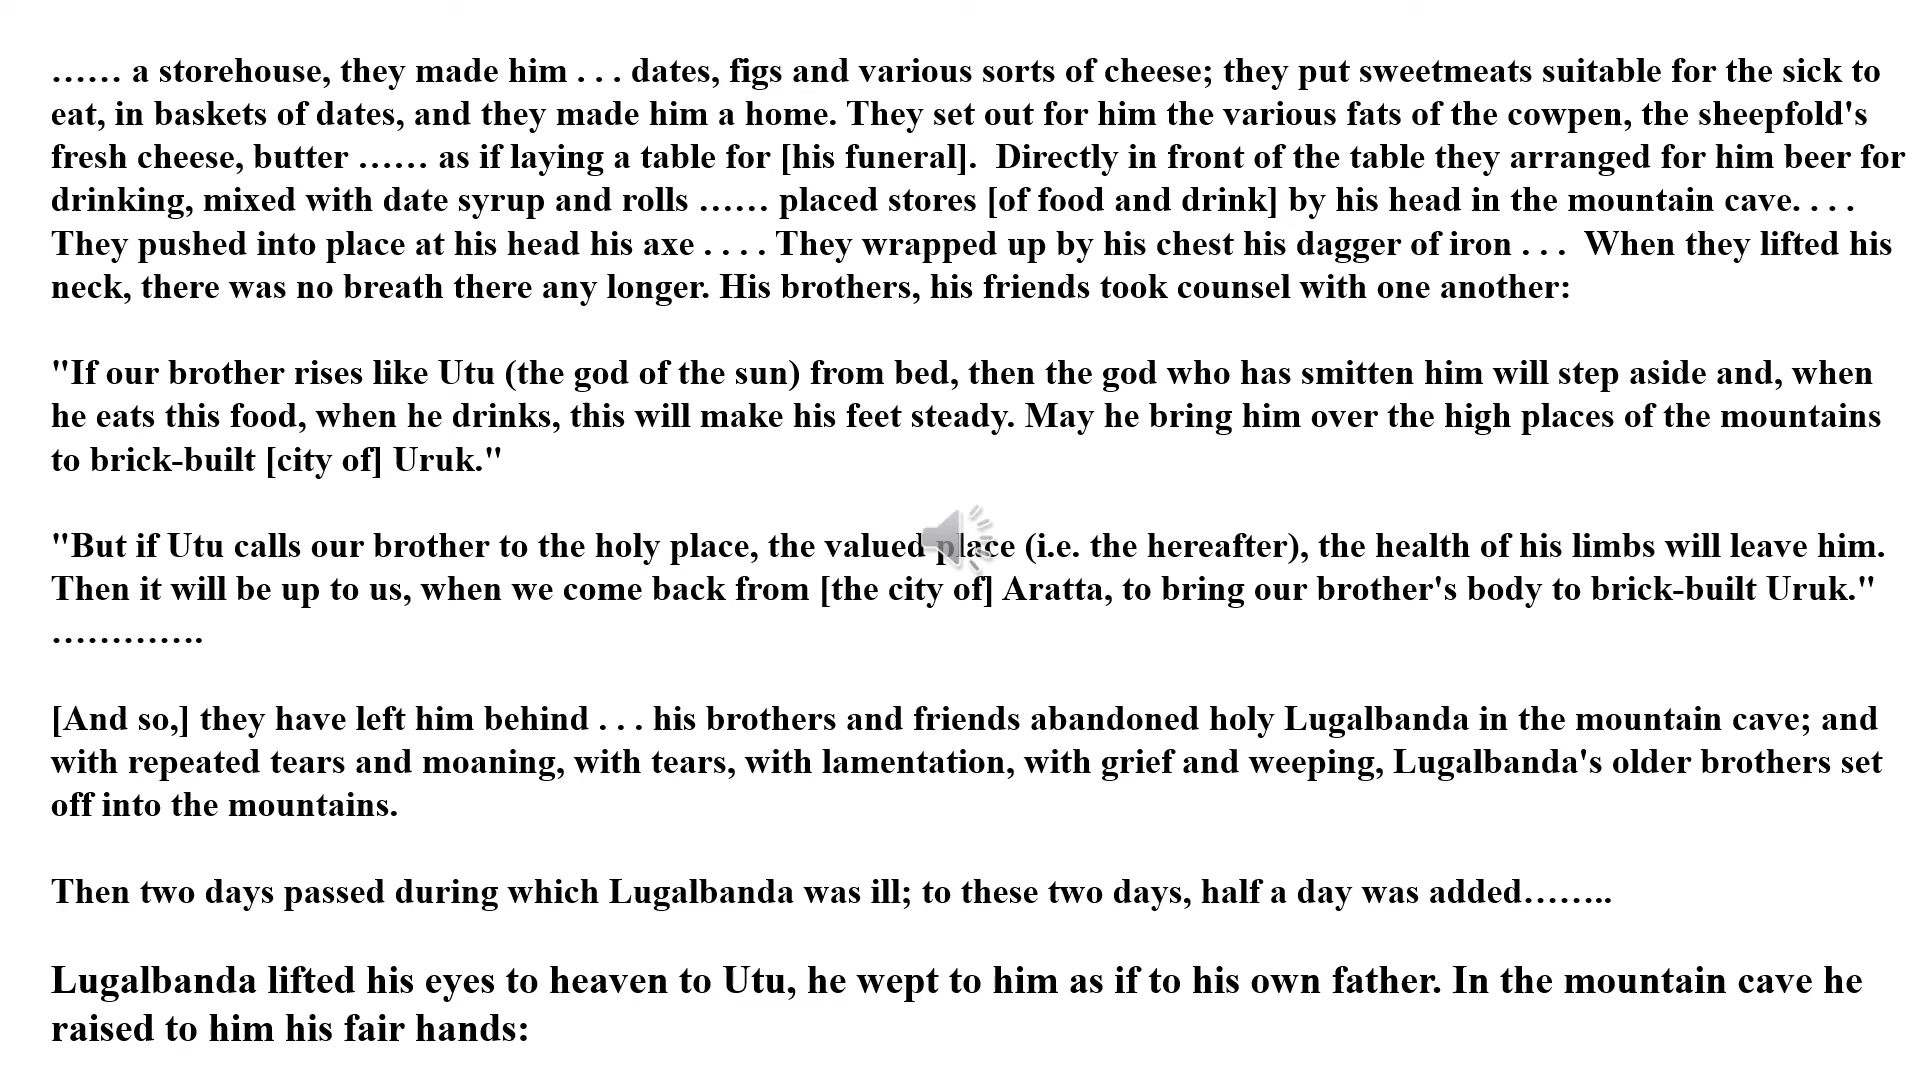 …… a storehouse, they made him . . . dates, figs and various sorts of cheese; they put sweetmeats suitable for the sick to
eat, in baskets of dates, and they made him a home. They set out for him the various fats of the cowpen, the sheepfold's
fresh cheese, butter …… as if laying a table for [his funeral].  Directly in front of the table they arranged for him beer for
drinking, mixed with date syrup and rolls …… placed stores [of food and drink] by his head in the mountain cave. . . .
They pushed into place at his head his axe . . . . They wrapped up by his chest his dagger of iron . . .  When they lifted his
neck, there was no breath there any longer. His brothers, his friends took counsel with one another:
"If our brother rises like Utu (the god of the sun) from bed, then the god who has smitten him will step aside and, when
he eats this food, when he drinks, this will make his feet steady. May he bring him over the high places of the mountains
to brick-built [city of] Uruk."
"But if Utu calls our brother to the holy place, the valued place (i.e. the hereafter), the health of his limbs will leave him.
Then it will be up to us, when we come back from [the city of] Aratta, to bring our brother's body to brick-built Uruk."
………….
[And so,] they have left him behind . . . his brothers and friends abandoned holy Lugalbanda in the mountain cave; and
with repeated tears and moaning, with tears, with lamentation, with grief and weeping, Lugalbanda's older brothers set
off into the mountains.
Then two days passed during which Lugalbanda was ill; to these two days, half a day was added……..
Lugalbanda lifted his eyes to heaven to Utu, he wept to him as if to his own father. In the mountain cave he
raised to him his fair hands: